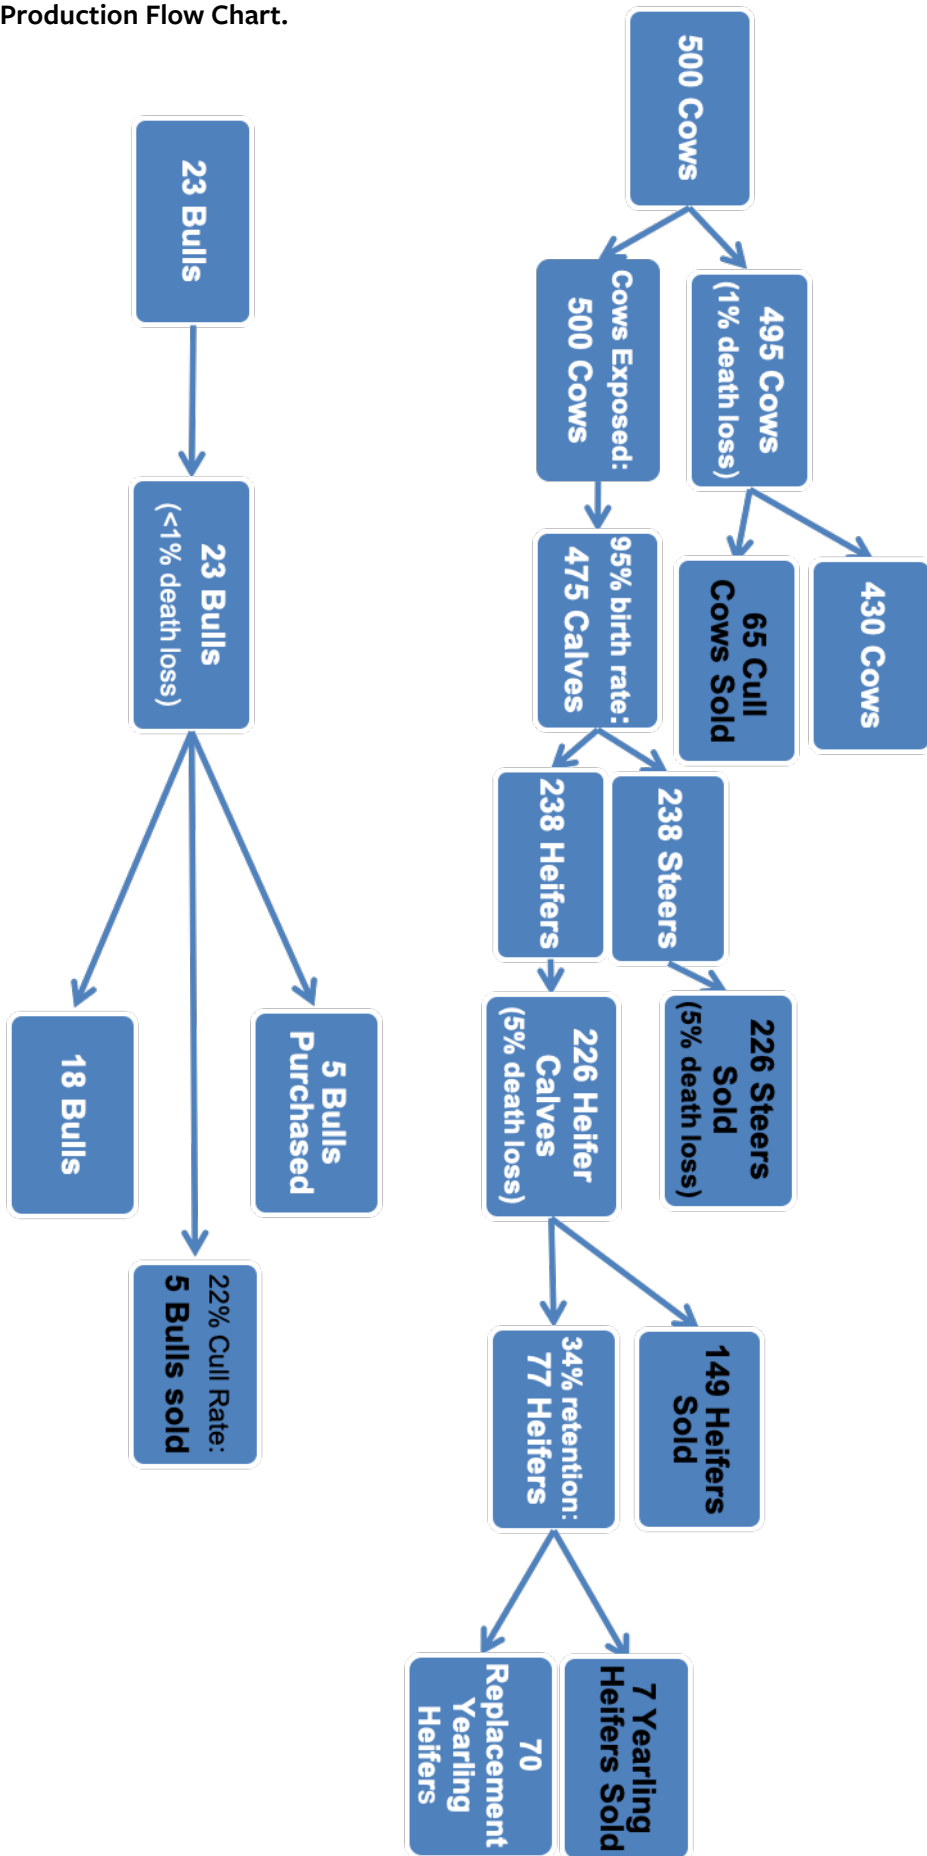 Production Flow Chart.
500 Cows
495 Cows
(1% death loss)
430 Cows
65 Cull
Cows Sold
Cows Exposed:
500 Cows
95% birth rate:
475 Calves
238 Steers
226 Steers
Sold
(5% death loss)
238 Heifers
226 Heifer
Calves
(5% death loss)
149 Heifers
Sold
34% retention:
77 Heifers
7 Yearling
Heifers Sold
70
Replacement
Yearling
Heifers
23 Bulls
23 Bulls
(<1% death loss)
5 Bulls
Purchased
22% Cull Rate:
5 Bulls sold
18 Bulls